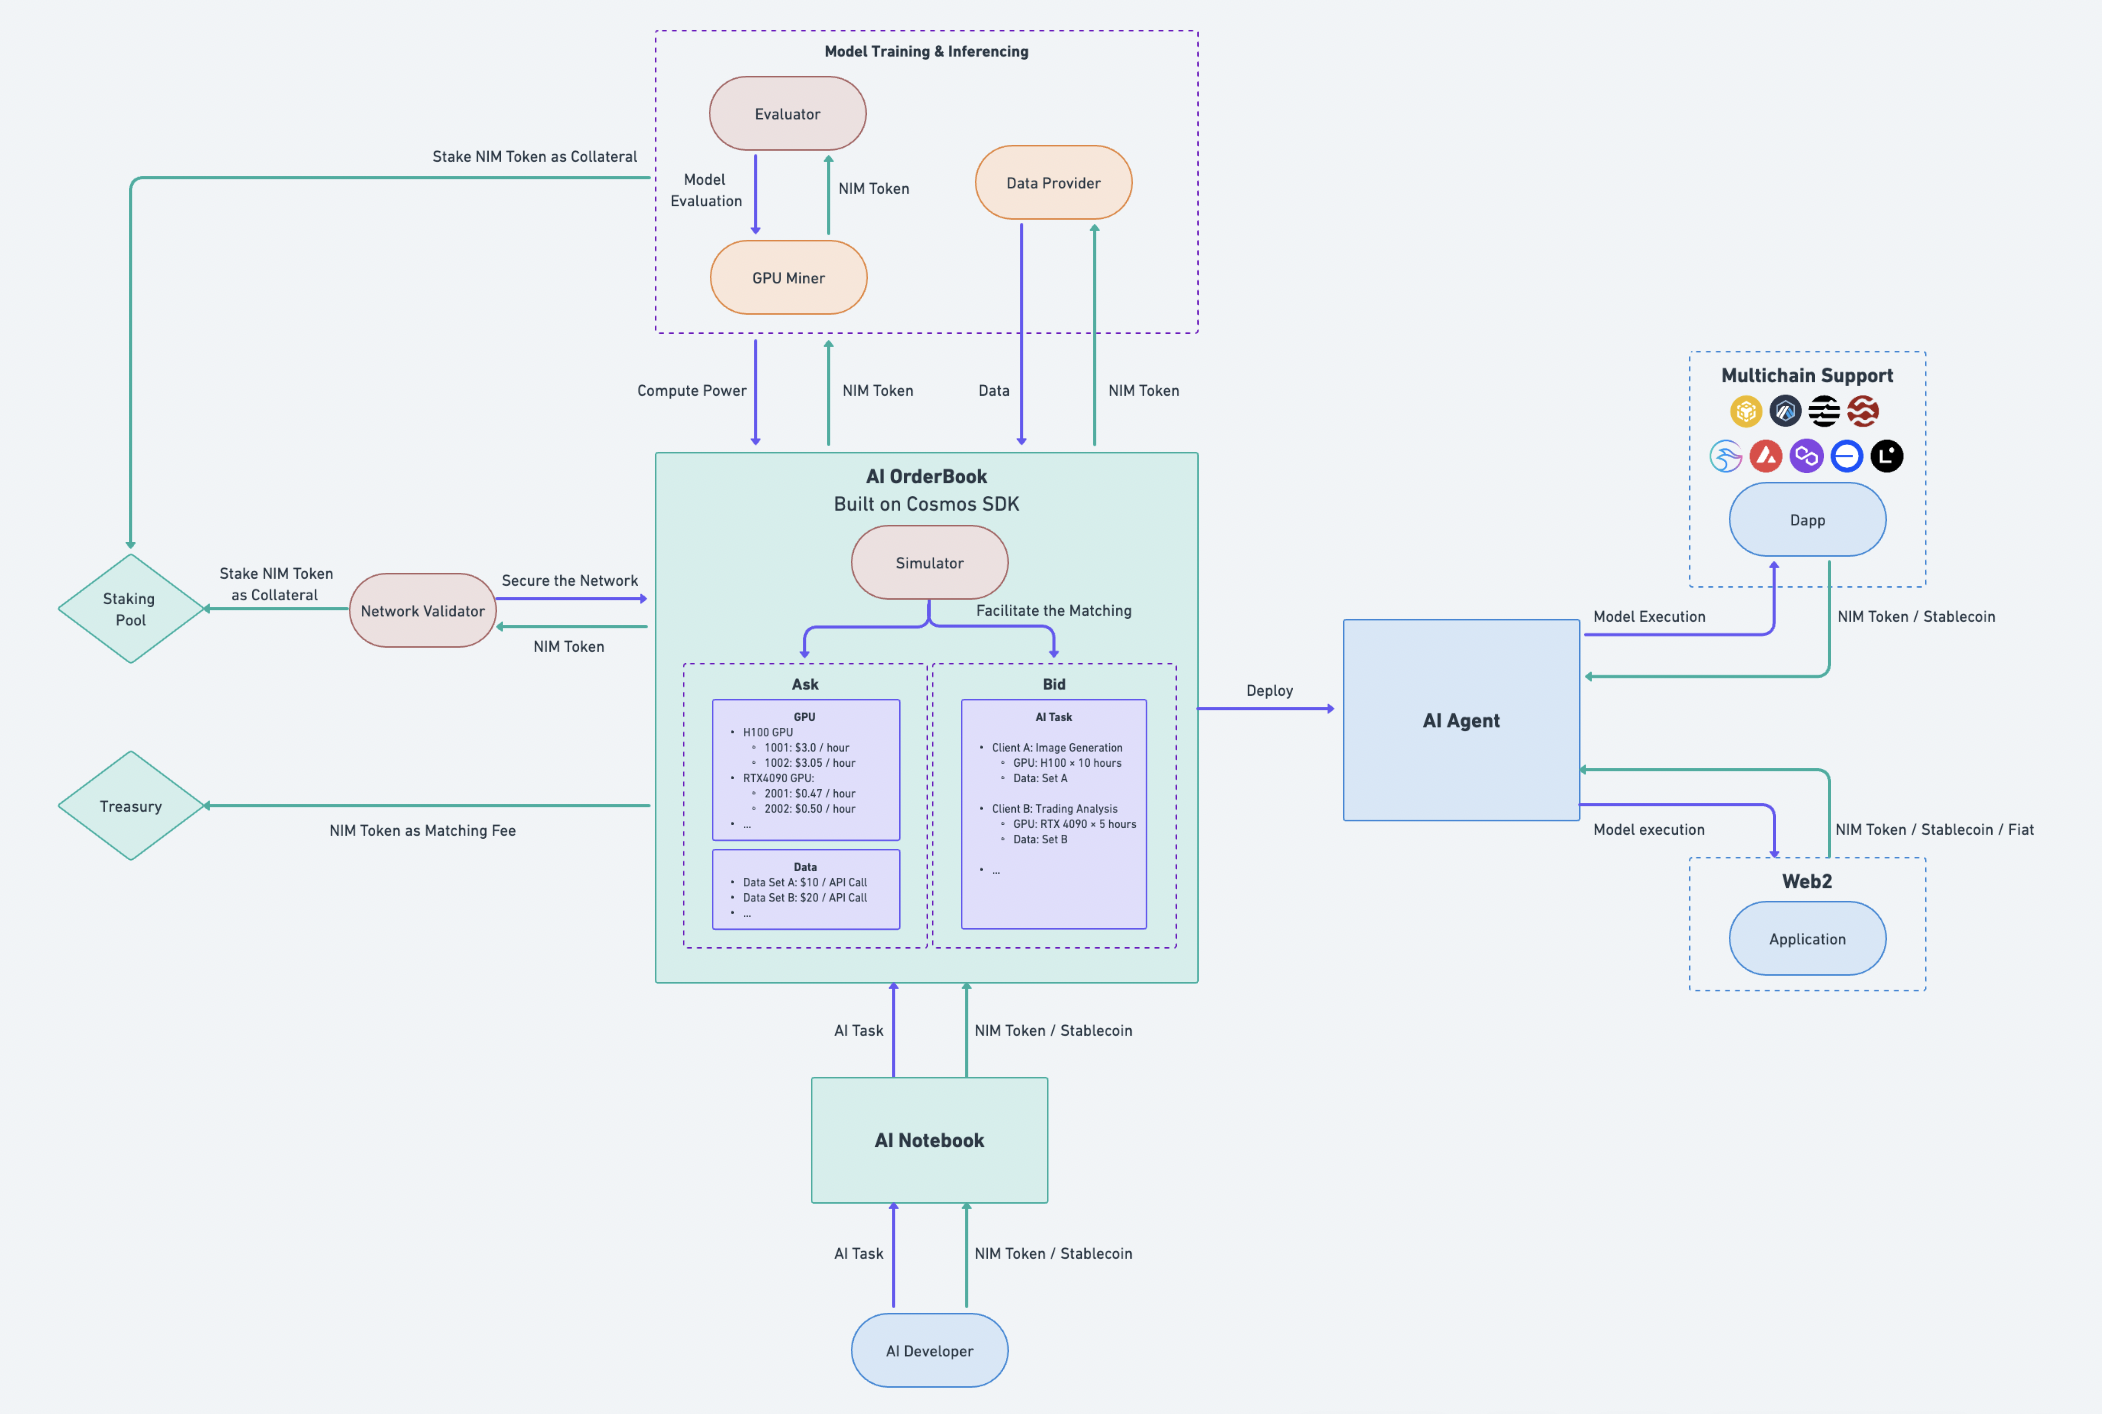 Model Training & Inferencing
Evaluator
Stake NIM Token as Collateral
Model
Evaluation
NIM Token
Data Provider
GPU Miner
Compute Power
NIM Token
Data
NIM Token
Multichain Support
L
Dapp
AI OrderBook
Built on Cosmos SDK
Simulator
Facilitate the Matching
Staking
Pool
Stake NIM Token
as Collateral
Network Validator
Secure the Network
NIM Token
Ask
GPU
• H100 GPU
◦ 1001: $3.0 / hour
◦ 1002: $3.05 / hour
• RTX4090 GPU:
◦ 2001: $0.47 / hour
◦ 2002: $0.50 / hour
• ...
Data
• Data Set A: $10 / API Call
• Data Set B: $20 / API Call
• ...
Bid
AI Task
• Client A: Image Generation
◦ GPU: H100 × 10 hours
◦ Data: Set A
• Client B: Trading Analysis
◦ GPU: RTX 4090 × 5 hours
◦ Data: Set B
• ...
Deploy
AI Agent
Model Execution
NIM Token / Stablecoin
Model execution
NIM Token / Stablecoin / Fiat
Web2
Application
Treasury
NIM Token as Matching Fee
AI Task
NIM Token / Stablecoin
AI Notebook
AI Task
NIM Token / Stablecoin
AI Developer